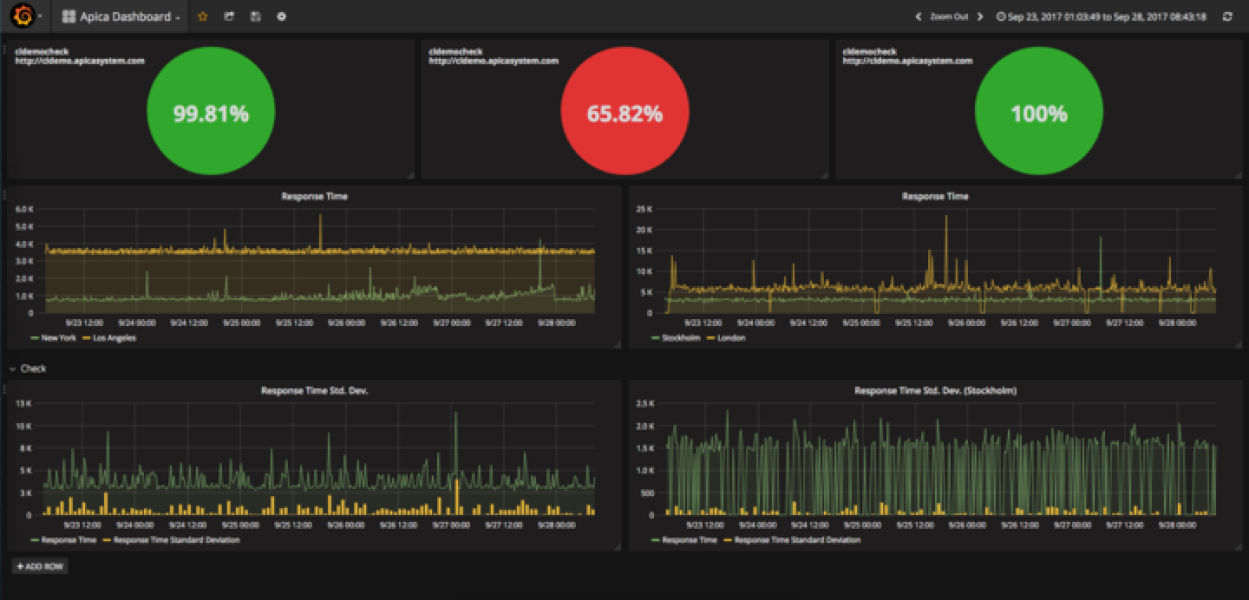 Apica Dashboard
Zoom Out
Sep 23, 2017 01:03:49 to Sep 28, 2017 08:43:18
cldemocheck
http://cldemo.apicasystem.com
99.81%
cldemocheck
http://cldemo.apicasystem.com
65.82%
cldemocheck
http://cldemo.apicasystem.com
100%
Response Time
6.0 K
5.0 K
4.0 K
3.0 K
2.0 K
1.0 K
0
9/23 12:00 9/24 00:00 9/24 12:00 9/25 00:00 9/25 12:00 9/26 00:00 9/26 12:00 9/27 00:00 9/27 12:00 9/28 00:00
New York Los Angeles
Response Time
25 K
20 K
15 K
10 K
5 K
0
9/23 12:00 9/24 00:00 9/24 12:00 9/25 00:00 9/25 12:00 9/26 00:00 9/26 12:00 9/27 00:00 9/27 12:00 9/28 00:00
Stockholm London
Check
Response Time Std. Dev.
13 K
10 K
8 K
5 K
3 K
0
9/23 12:00 9/24 00:00 9/24 12:00 9/25 00:00 9/25 12:00 9/26 00:00 9/26 12:00 9/27 00:00 9/27 12:00 9/28 00:00
Response Time Response Time Standard Deviation
Response Time Std. Dev. (Stockholm)
2.5 K
2.0 K
1.5 K
1.0 K
500
0
9/23 12:00 9/24 00:00 9/24 12:00 9/25 00:00 9/25 12:00 9/26 00:00 9/26 12:00 9/27 00:00 9/27 12:00 9/28 00:00
Response Time Response Time Standard Deviation
+ ADD ROW